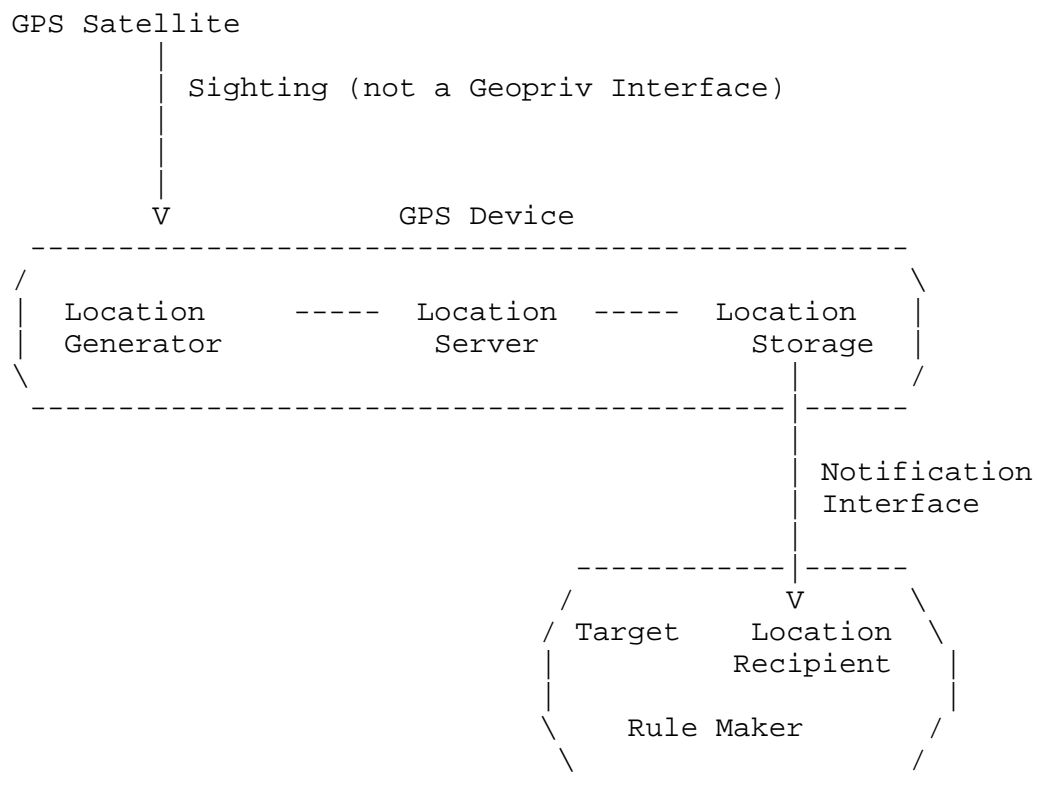 GPS Satellite
Sighting (not a Geopriv Interface)
GPS Device
Location ----- Location ----- Location
Generator Server Storage
Notification
Interface
Target Location
Recipient
Rule Maker